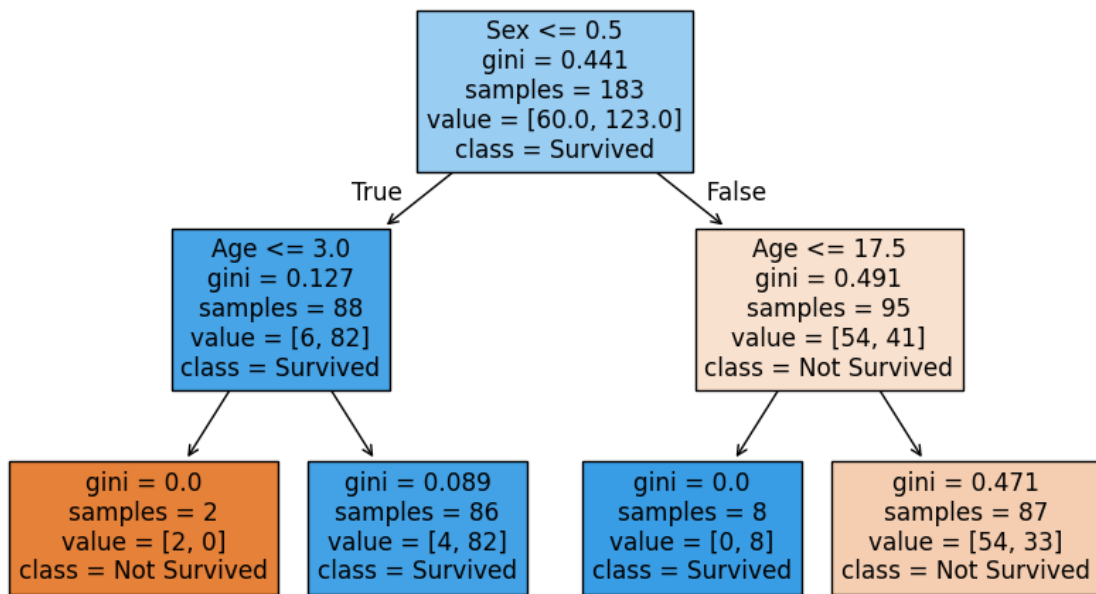 Sex <= 0.5
gini = 0.441
samples = 183
value = [60.0, 123.0]
class = Survived
True
False
Age <= 3.0
gini = 0.127
samples = 88
value = [6, 82]
class = Survived
Age <= 17.5
gini = 0.491
samples = 95
value = [54, 41]
class = Not Survived
gini = 0.0
samples = 2
value = [2, 0]
class = Not Survived
gini = 0.089
samples = 86
value = [4, 82]
class = Survived
gini = 0.0
samples = 8
value = [0, 8]
class = Survived
gini = 0.471
samples = 87
value = [54, 33]
class = Not Survived